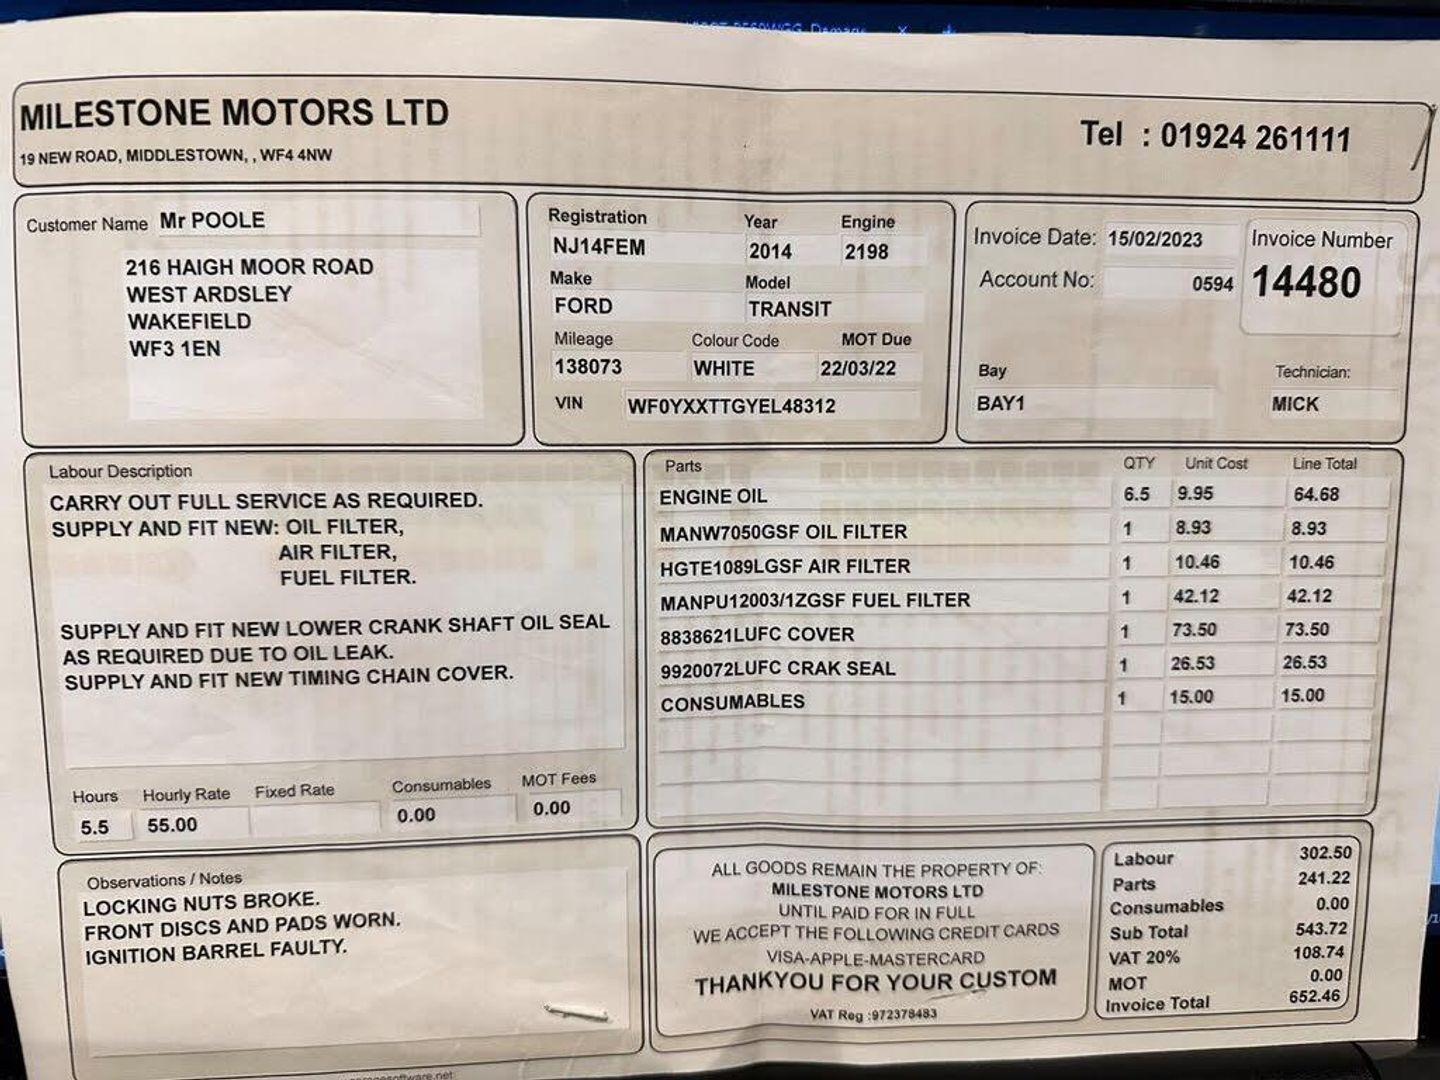 MILESTONE MOTORS LTD
19 NEW ROAD, MIDDLESTOWN, , WF4 4NW
Tel : 01924 261111
Customer Name Mr POOLE
216 HAIGH MOOR ROAD
WEST ARDSLEY
WAKEFIELD
WF3 1EN
Registration Year Engine
NJ14FEM 2014 2198
Make Model
FORD TRANSIT
Mileage Colour Code MOT Due
138073 WHITE 22/03/22
VIN WF0YXXTTGYEL48312
Invoice Date: 15/02/2023 Invoice Number
Account No: 0594 14480
Bay Technician:
BAY1 MICK
Labour Description
CARRY OUT FULL SERVICE AS REQUIRED.
SUPPLY AND FIT NEW: OIL FILTER,
AIR FILTER,
FUEL FILTER.
SUPPLY AND FIT NEW LOWER CRANK SHAFT OIL SEAL
AS REQUIRED DUE TO OIL LEAK.
SUPPLY AND FIT NEW TIMING CHAIN COVER.
Hours Hourly Rate Fixed Rate Consumables MOT Fees
5.5 55.00 0.00 0.00
Parts QTY Unit Cost Line Total
ENGINE OIL 6.5 9.95 64.68
MANW7050GSF OIL FILTER 1 8.93 8.93
HGTE1089LGSF AIR FILTER 1 10.46 10.46
MANPU12003/1ZGSF FUEL FILTER 1 42.12 42.12
8838621LUFC COVER 1 73.50 73.50
9920072LUFC CRAK SEAL 1 26.53 26.53
CONSUMABLES 1 15.00 15.00
Observations / Notes
LOCKING NUTS BROKE.
FRONT DISCS AND PADS WORN.
IGNITION BARREL FAULTY.
ALL GOODS REMAIN THE PROPERTY OF:
MILESTONE MOTORS LTD
UNTIL PAID FOR IN FULL
WE ACCEPT THE FOLLOWING CREDIT CARDS
VISA-APPLE-MASTERCARD
THANKYOU FOR YOUR CUSTOM
VAT Reg :972378483
Labour 302.50
Parts 241.22
Consumables 0.00
Sub Total 543.72
VAT 20% 108.74
MOT 0.00
Invoice Total 652.46